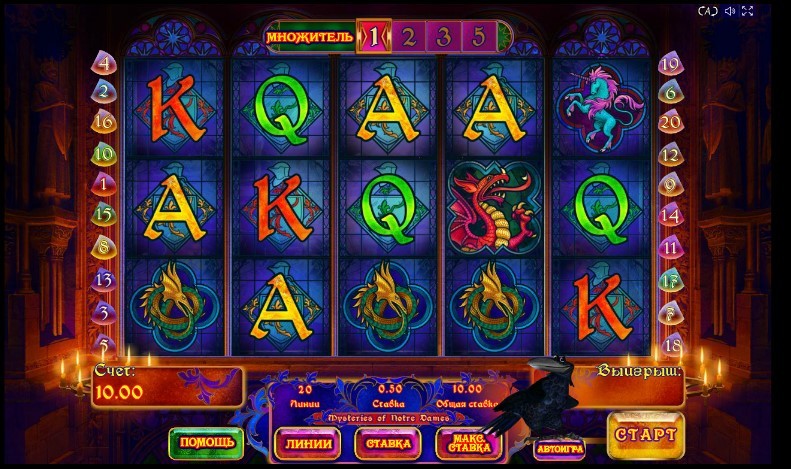 CAD
МНОЖИТЕЛЬ 1 2 3 5
4 19
K Q A A
2 6
16 20
10 12
1 9
A K Q Q
15 14
8 11
13 17
A K
3 7
5 18
Счет: Выигрыш:
10.00
20 0.50 10.00
Линии Ставка Общая ставка
Mysteries of Notre Dames
ПОМОЩЬ ЛИНИИ СТАВКА МАКС. СТАВКА АВТОИГРА СТАРТ